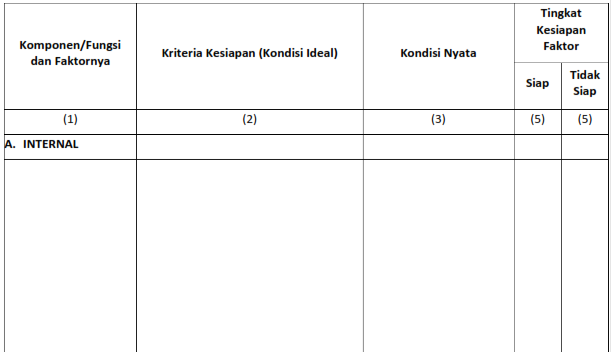 Komponen/Fungsi
dan Faktornya
Kriteria Kesiapan (Kondisi Ideal)
Kondisi Nyata
Tingkat
Kesiapan
Faktor
Siap
Tidak
Siap
(1)
(2)
(3)
(5)
(5)
A. INTERNAL